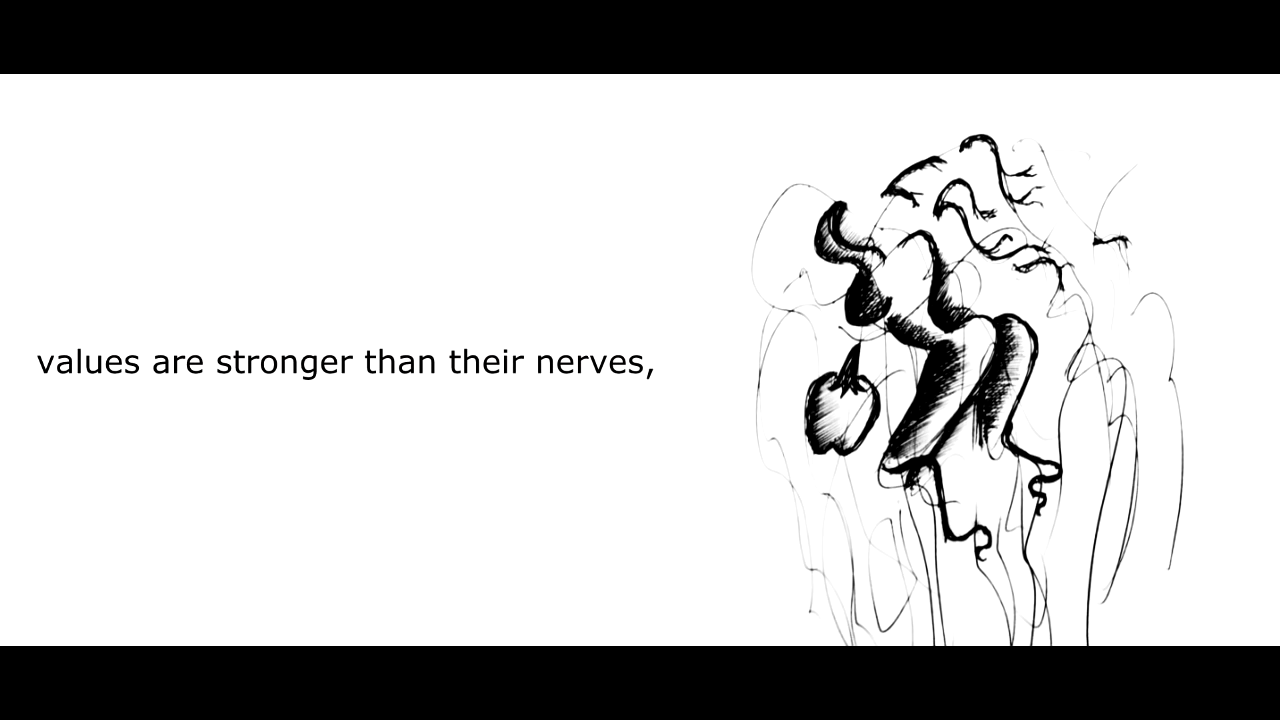 values are stronger than their nerves,